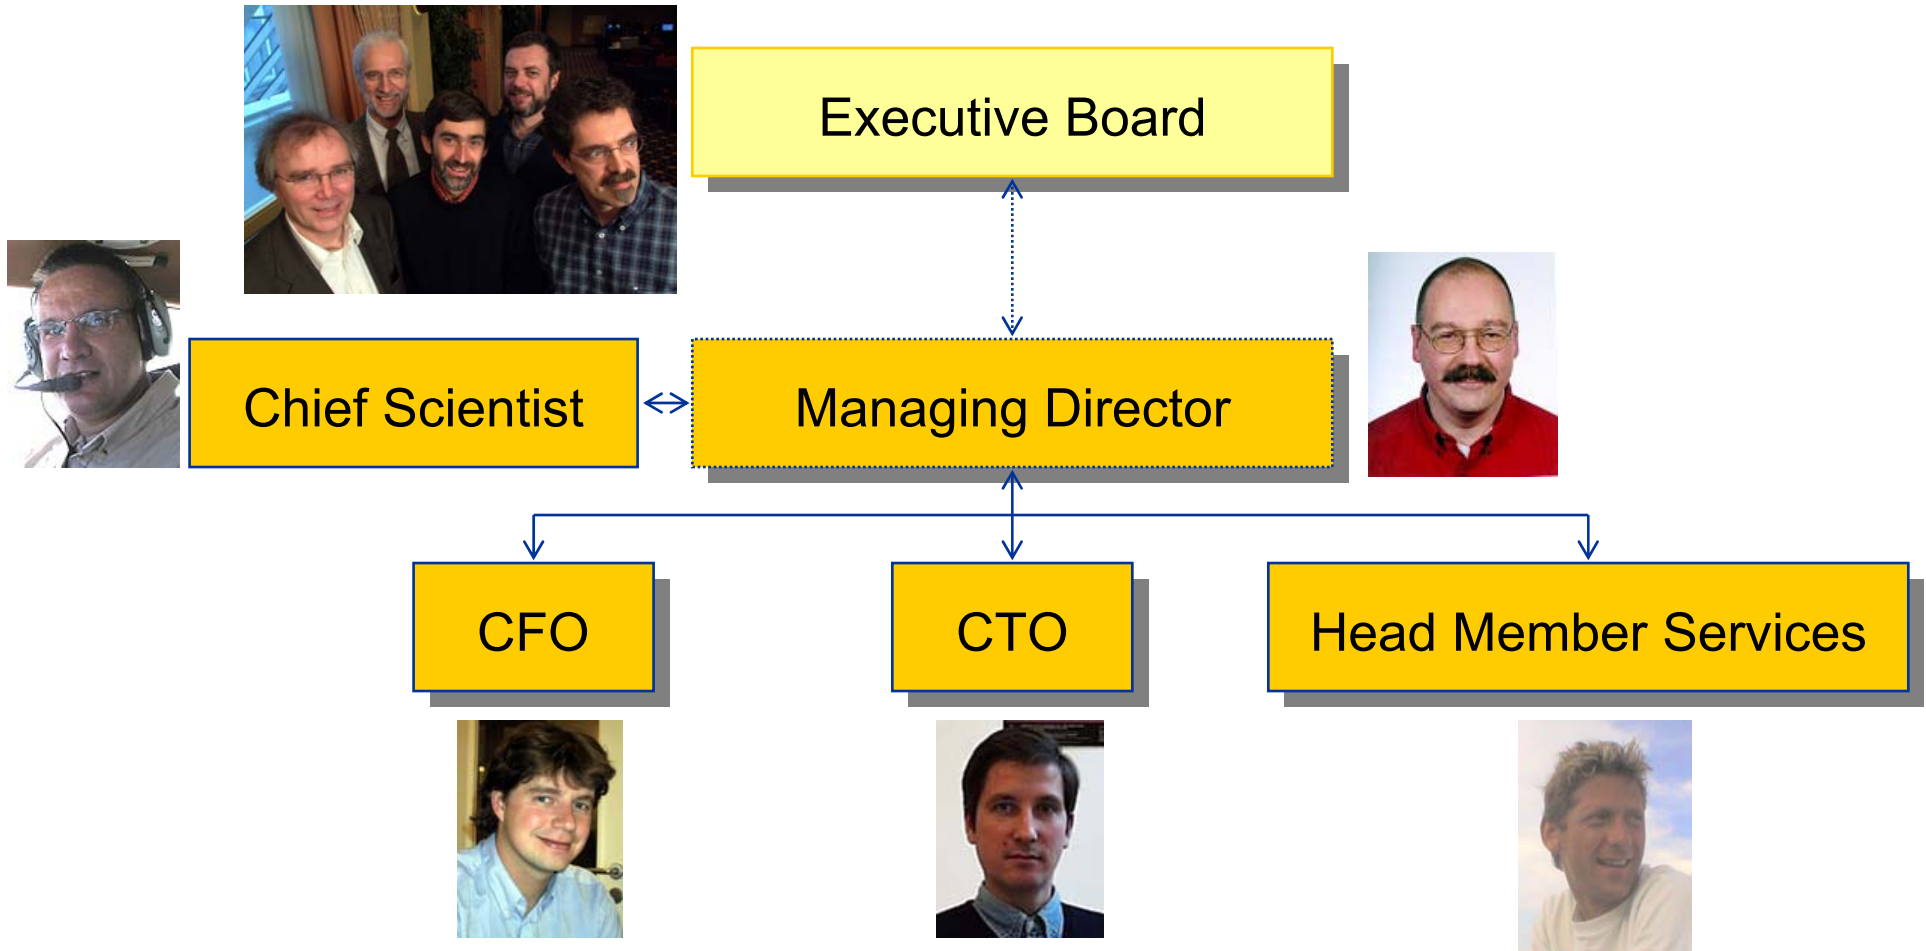 Executive Board
Chief Scientist
Managing Director
CFO
CTO
Head Member Services